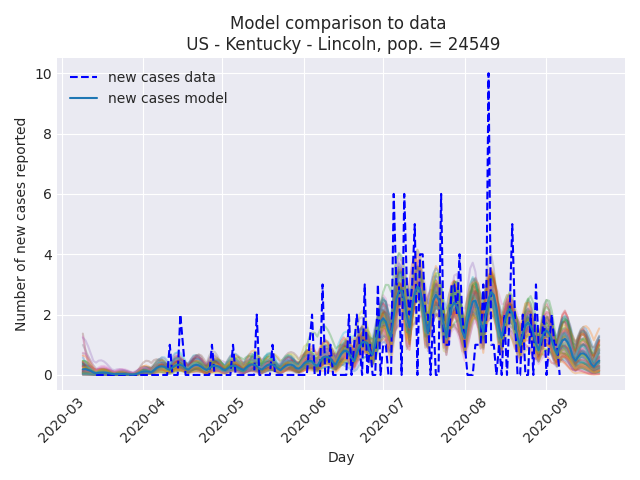 Model comparison to data
US - Kentucky - Lincoln, pop. = 24549
new cases data
new cases model
Number of new cases reported
10
8
6
4
2
0
2020-03
2020-04
2020-05
2020-06
2020-07
2020-08
2020-09
Day